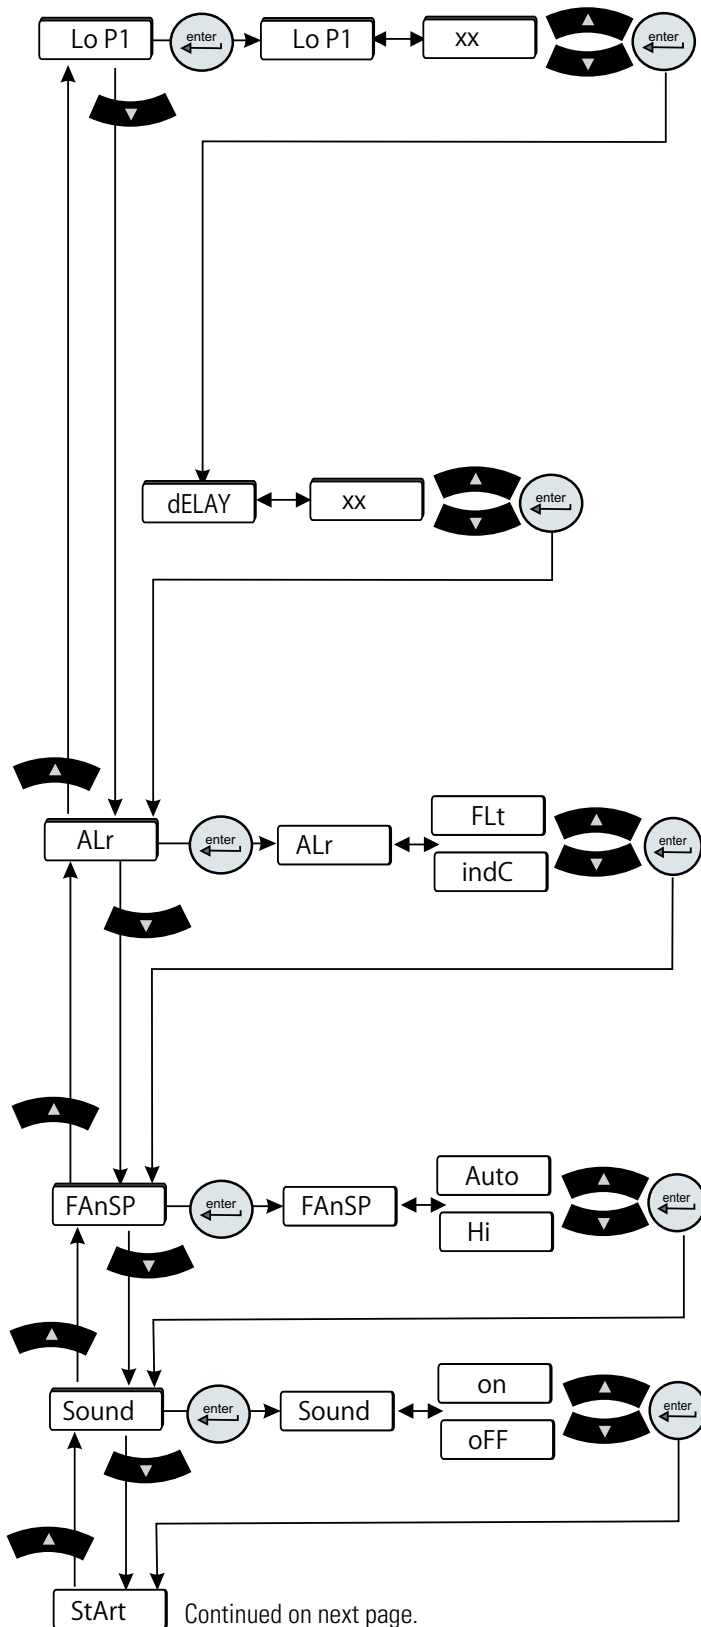 Lo P1 enter Lo P1 xx enter
dELAY xx enter
ALr enter ALr FLt enter
indC
FAnSP enter FAnSP Auto enter
Hi
Sound enter Sound on enter
oFF
StArt Continued on next page.